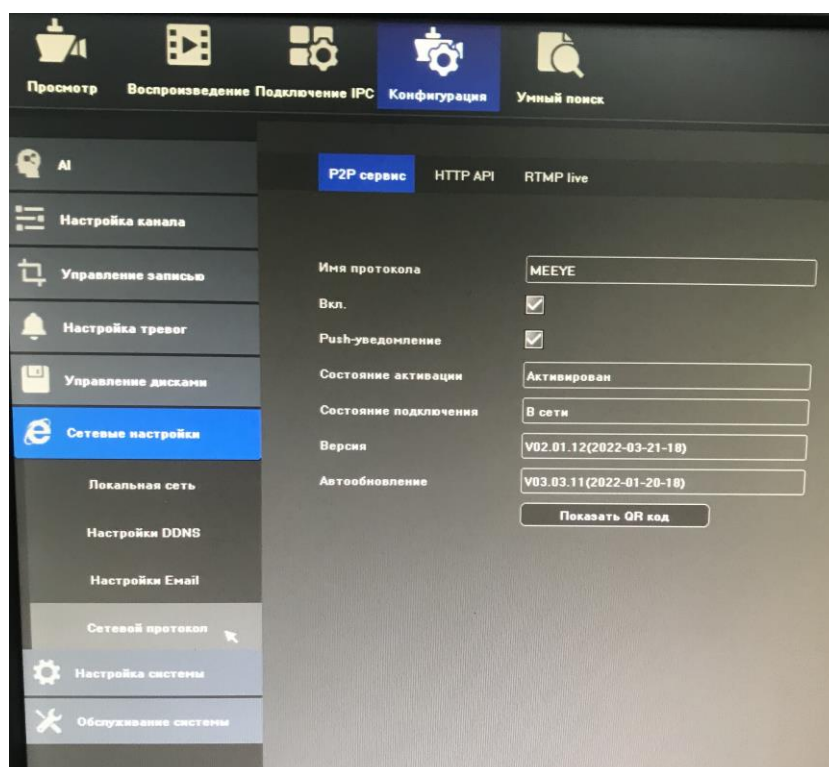 Просмотр
Воспроизведение
Подключение IPC
Конфигурация
Умный поиск
AI
Настройка канала
Управление записью
Настройка тревог
Управление дисками
Сетевые настройки
Локальная сеть
Настройки DDNS
Настройки Email
Сетевой протокол
Настройка системы
Обслуживание системы
P2P сервис
HTTP API
RTMP live
Имя протокола
MEEYE
Вкл.
Push-уведомление
Состояние активации
Активирован
Состояние подключения
В сети
Версия
V02.01.12(2022-03-21-18)
Автообновление
V03.03.11(2022-01-20-18)
Показать QR код